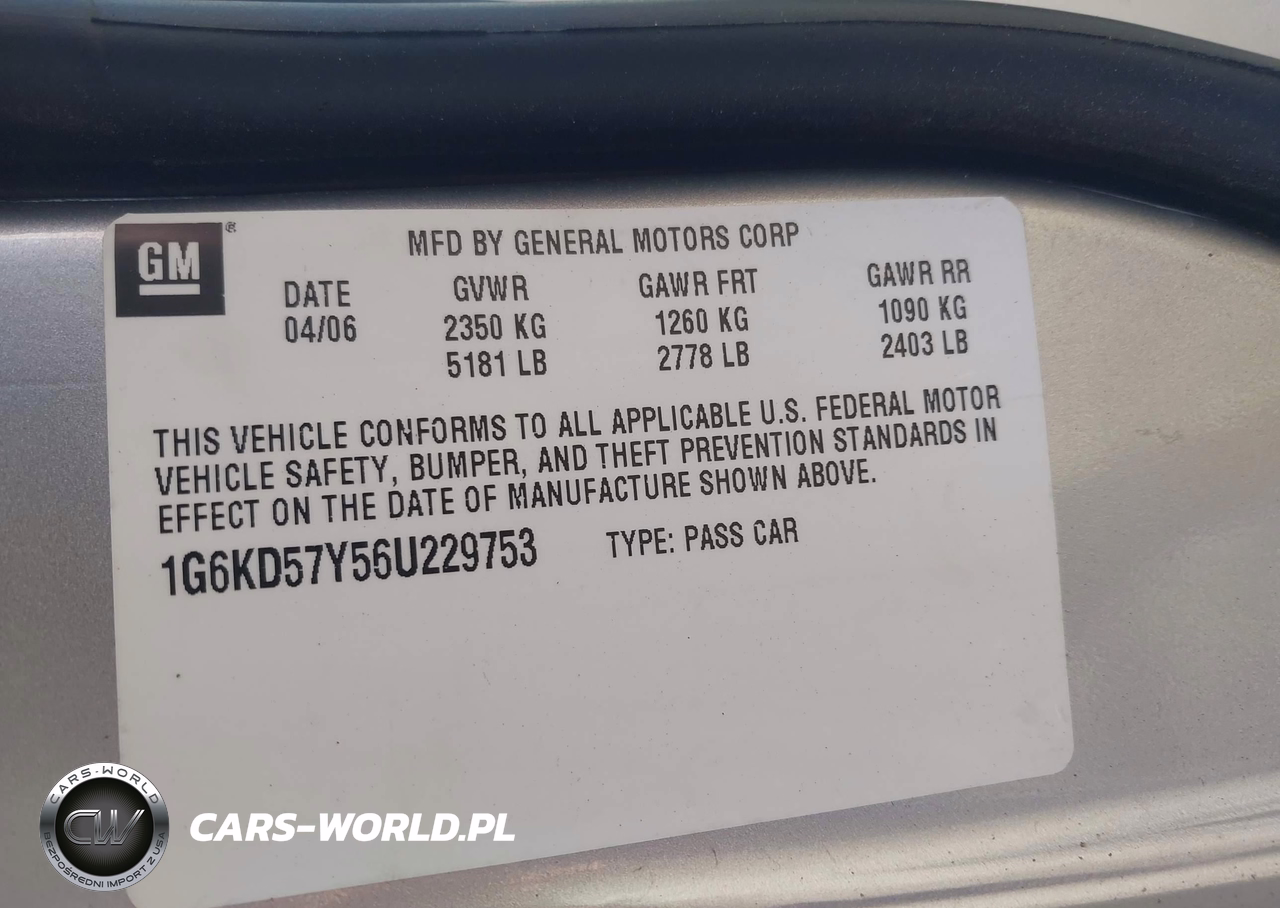 GM®
MFD BY GENERAL MOTORS CORP
DATE GVWR GAWR FRT GAWR RR
04/06 2350 KG 1260 KG 1090 KG
5181 LB 2778 LB 2403 LB
THIS VEHICLE CONFORMS TO ALL APPLICABLE U.S. FEDERAL MOTOR
VEHICLE SAFETY, BUMPER, AND THEFT PREVENTION STANDARDS IN
EFFECT ON THE DATE OF MANUFACTURE SHOWN ABOVE.
1G6KD57Y56U229753 TYPE: PASS CAR
CARS-WORLD
CW
BEZPOŚREDNI IMPORT Z USA
CARS-WORLD.PL